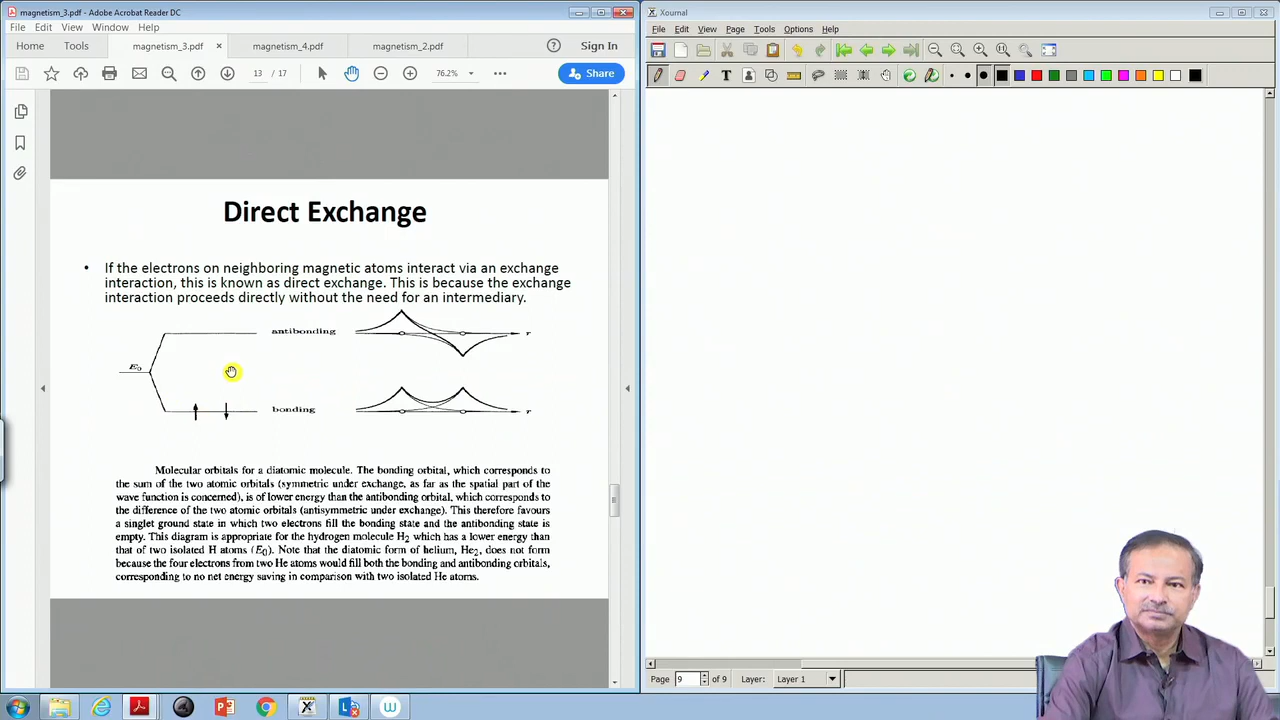 magnetism_3.pdf - Adobe Acrobat Reader DC
File Edit View Window Help
Home Tools magnetism_3.pdf × magnetism_4.pdf magnetism_2.pdf Sign In
13 / 17 76.2% Share
Direct Exchange
• If the electrons on neighboring magnetic atoms interact via an exchange
interaction, this is known as direct exchange. This is because the exchange
interaction proceeds directly without the need for an intermediary.
antibonding r
E₀
bonding r
Molecular orbitals for a diatomic molecule. The bonding orbital, which corresponds to
the sum of the two atomic orbitals (symmetric under exchange, as far as the spatial part of the
wave function is concerned), is of lower energy than the antibonding orbital, which corresponds to
the difference of the two atomic orbitals (antisymmetric under exchange). This therefore favours
a singlet ground state in which two electrons fill the bonding state and the antibonding state is
empty. This diagram is appropriate for the hydrogen molecule H₂ which has a lower energy than
that of two isolated H atoms (E₀). Note that the diatomic form of helium, He₂, does not form
because the four electrons from two He atoms would fill both the bonding and antibonding orbitals,
corresponding to no net energy saving in comparison with two isolated He atoms.
Xournal
File Edit View Page Tools Options Help
T
Page 9 of 9 Layer: Layer 1